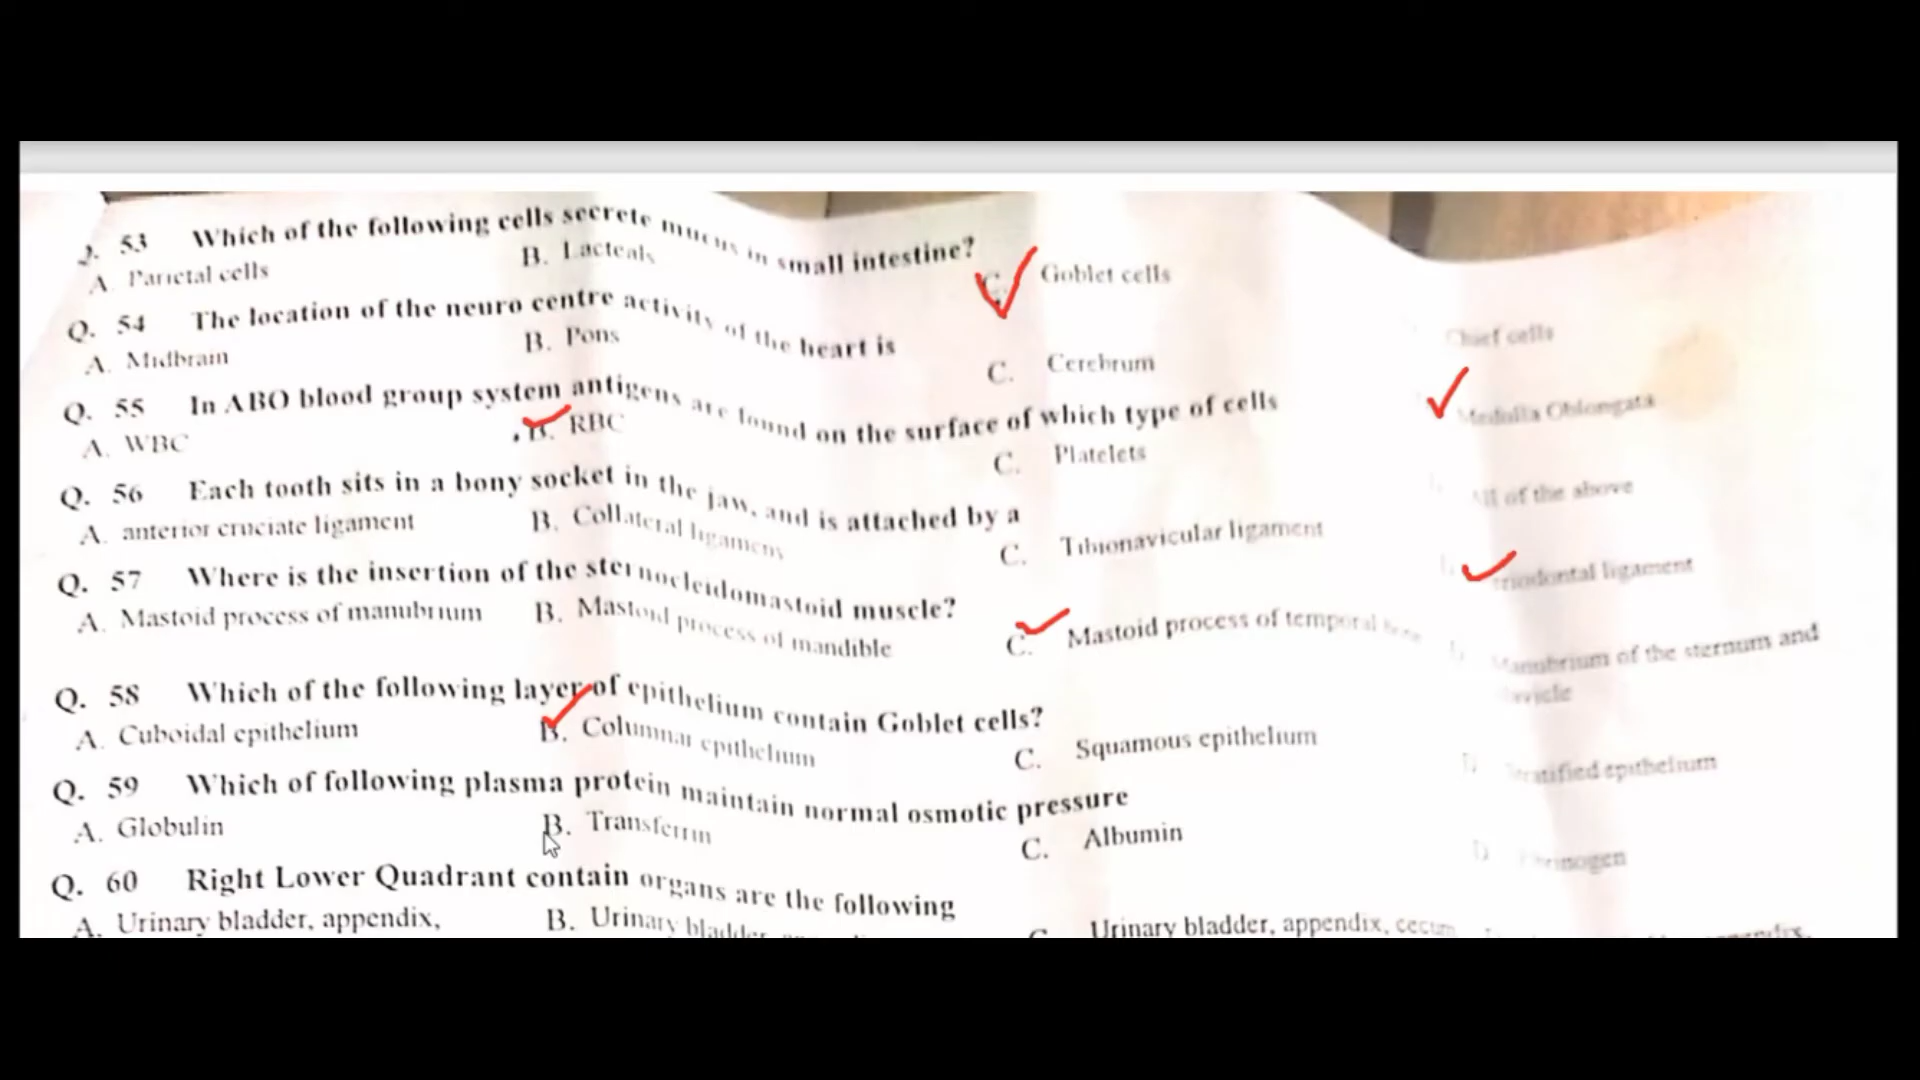 Q. 53 Which of the following cells secrete mucus in small intestine?
A. Parietal cells B. Lacteals C. Goblet cells Chief cells
Q. 54 The location of the neuro centre activity of the heart is
A. Midbrain B. Pons C. Cerebrum Medulla Oblongata
Q. 55 In ABO blood group system antigens are found on the surface of which type of cells
A. WBC B. RBC C. Platelets All of the above
Q. 56 Each tooth sits in a bony socket in the jaw, and is attached by a
A. anterior cruciate ligament B. Collateral ligament C. Tibionavicular ligament ligament
Q. 57 Where is the insertion of the sternocleidomastoid muscle?
A. Mastoid process of manubrium B. Mastoid process of mandible C. Mastoid process of temporal bone Manubrium of the sternum and
Q. 58 Which of the following layer of epithelium contain Goblet cells?
A. Cuboidal epithelium B. Columnar epithelium C. Squamous epithelium D. epithelium
Q. 59 Which of following plasma protein maintain normal osmotic pressure
A. Globulin B. Transferrin C. Albumin D. Fibrinogen
Q. 60 Right Lower Quadrant contain organs are the following
A. Urinary bladder, appendix, B. Urinary bladder, C. Urinary bladder, appendix, cecum appendix,